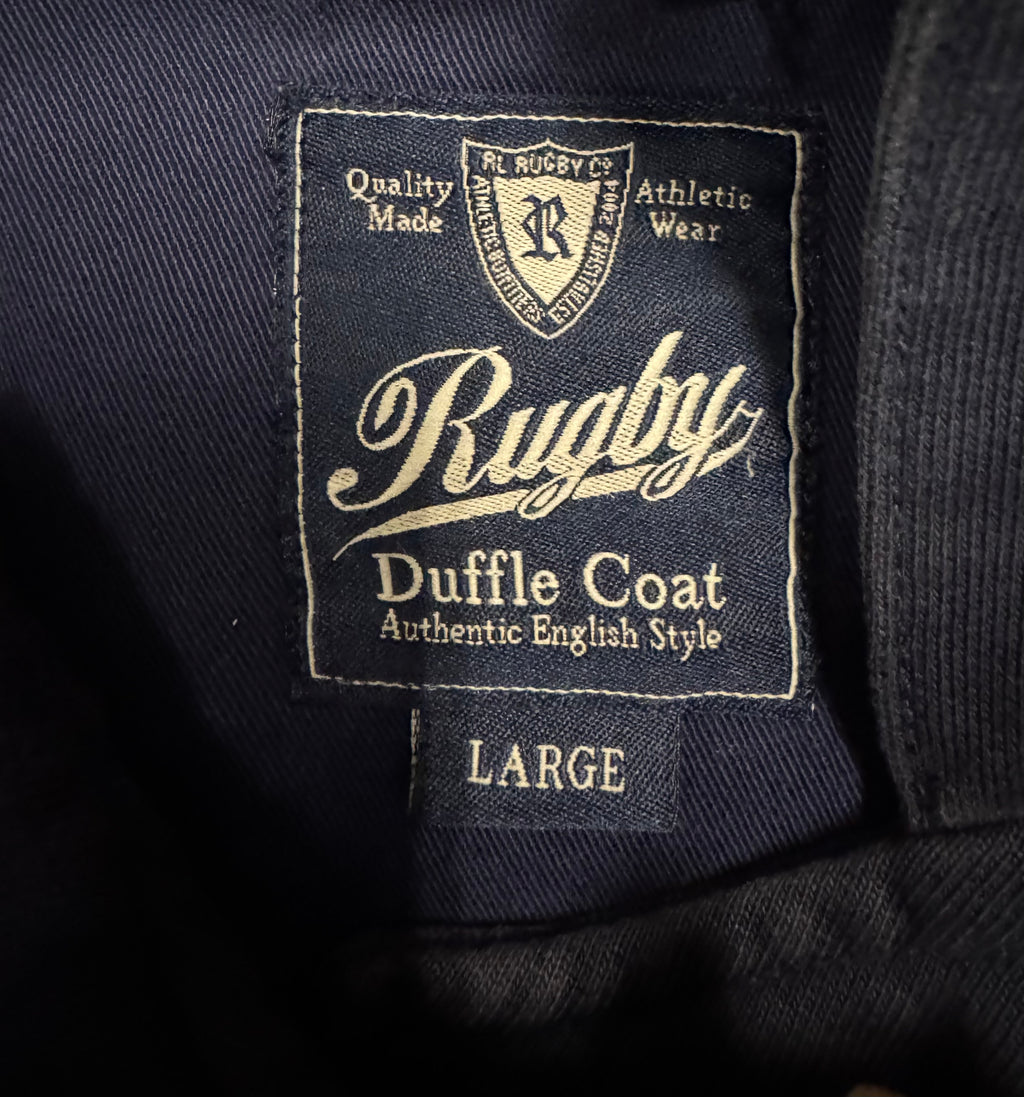 RL RUGBY Cº
ATHLETIC OUTFITTERS
ESTABLISHED 2004
R
Quality
Made
Athletic
Wear
Rugby
Duffle Coat
Authentic English Style
LARGE